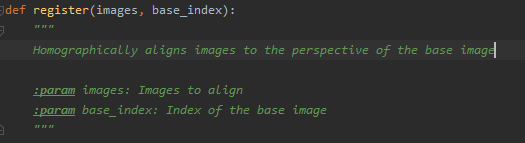 def register(images, base_index):
"""
Homographically aligns images to the perspective of the base image
:param images: Images to align
:param base_index: Index of the base image
"""